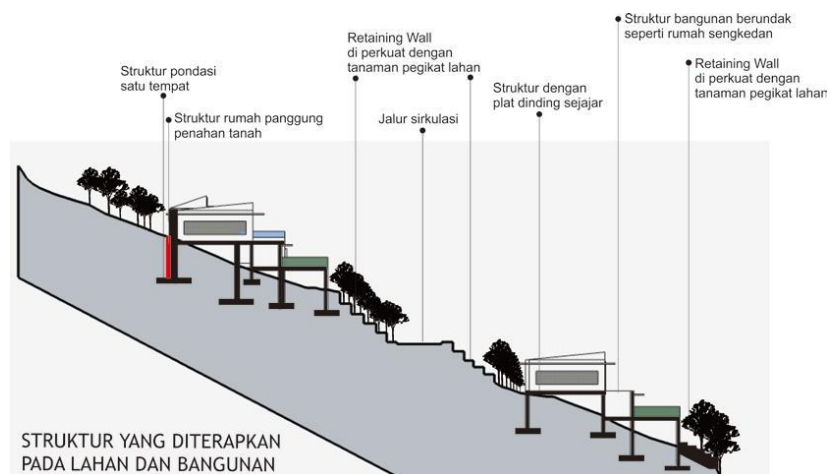 Struktur pondasi
satu tempat
Struktur rumah panggung
penahan tanah
Retaining Wall
di perkuat dengan
tanaman pegikat lahan
Jalur sirkulasi
Struktur dengan
plat dinding sejajar
Struktur bangunan berundak
seperti rumah sengkedan
Retaining Wall
di perkuat dengan
tanaman pegikat lahan
STRUKTUR YANG DITERAPKAN
PADA LAHAN DAN BANGUNAN